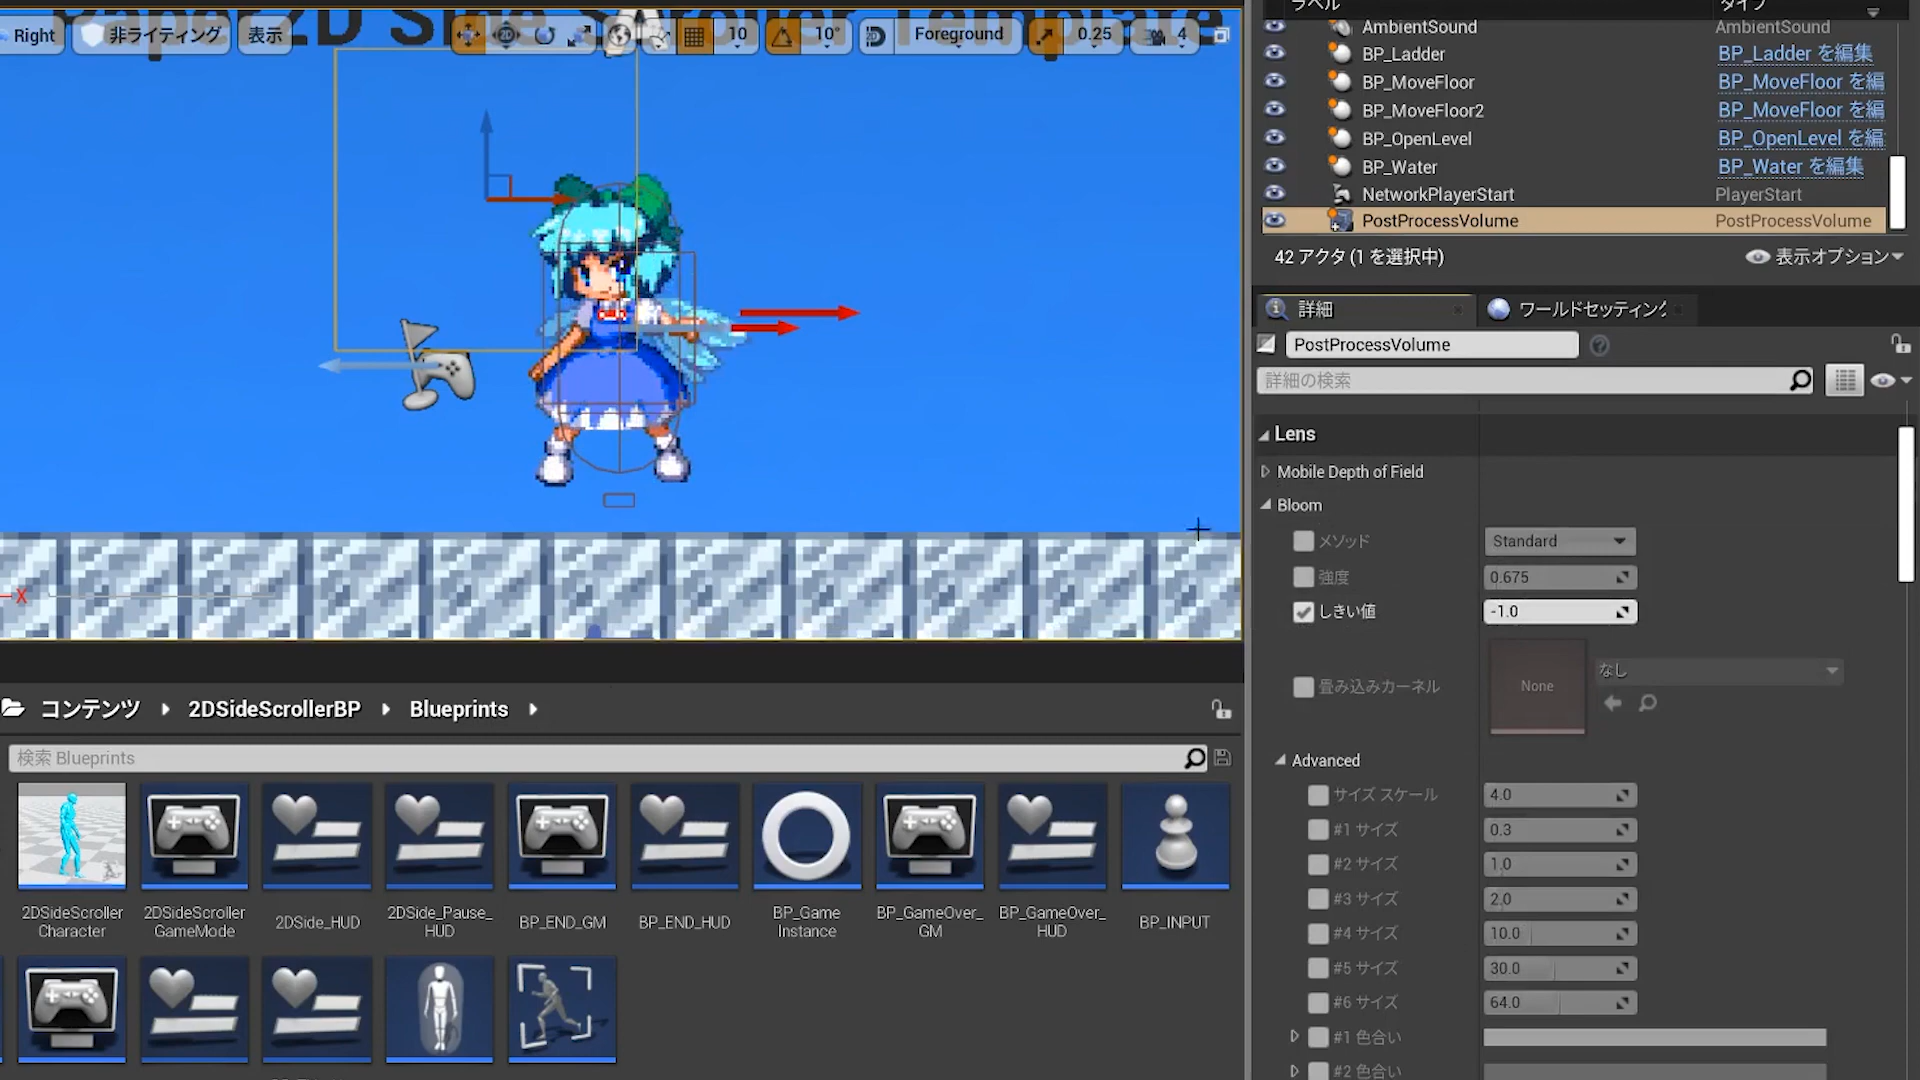 Paper2D Side Scroller Template
Right
非ライティング
表示
10
10°
Foreground
0.25
4
ラベル
タイプ
AmbientSound
AmbientSound
BP_Ladder
BP_Ladder を編集
BP_MoveFloor
BP_MoveFloor を編
BP_MoveFloor2
BP_MoveFloor を編
BP_OpenLevel
BP_OpenLevel を編
BP_Water
BP_Water を編集
NetworkPlayerStart
PlayerStart
PostProcessVolume
PostProcessVolume
42 アクタ (1 を選択中)
表示オプション
詳細
ワールドセッティング
PostProcessVolume
詳細の検索
Lens
Mobile Depth of Field
Bloom
メソッド
Standard
強度
0.675
しきい値
-1.0
畳み込みカーネル
None
なし
Advanced
サイズ スケール
4.0
#1 サイズ
0.3
#2 サイズ
1.0
#3 サイズ
2.0
#4 サイズ
10.0
#5 サイズ
30.0
#6 サイズ
64.0
#1 色合い
#2 色合い
X
コンテンツ
2DSideScrollerBP
Blueprints
検索 Blueprints
2DSideScroller
Character
2DSideScroller
GameMode
2DSide_HUD
2DSide_Pause_
HUD
BP_END_GM
BP_END_HUD
BP_Game
Instance
BP_GameOver_
GM
BP_GameOver_
HUD
BP_INPUT